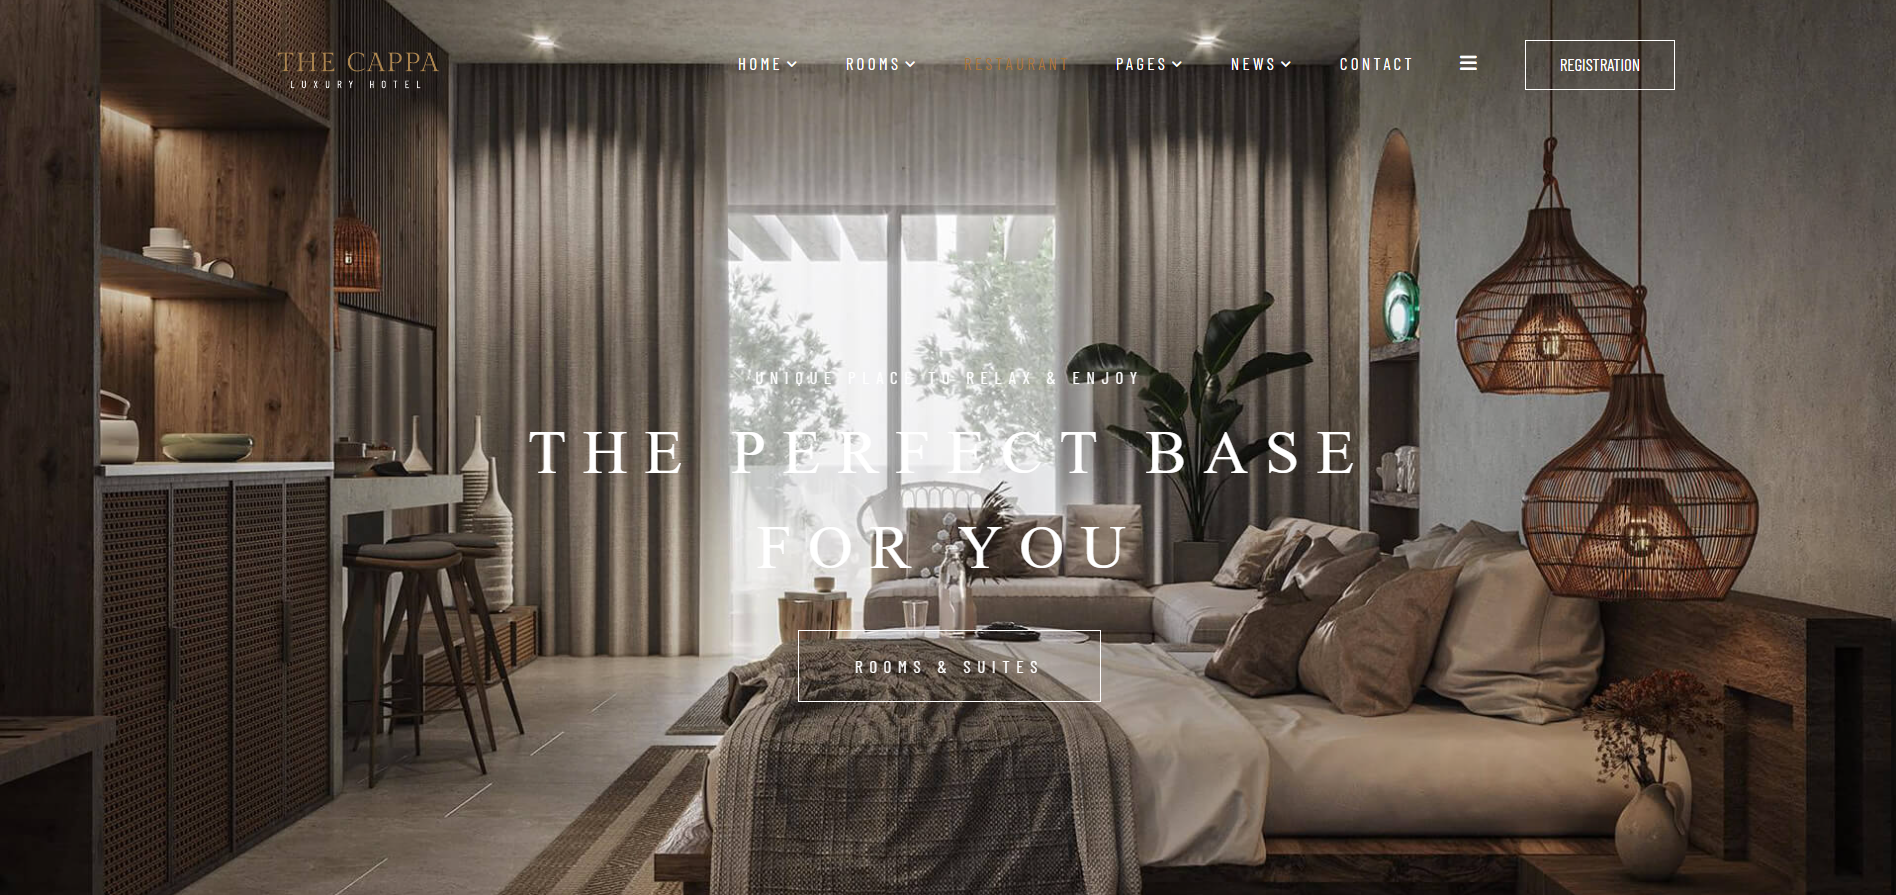 THE CAPPA
LUXURY HOTEL
HOME
ROOMS
RESTAURANT
PAGES
NEWS
CONTACT
REGISTRATION
UNIQUE PLACE TO RELAX & ENJOY
THE PERFECT BASE
FOR YOU
ROOMS & SUITES